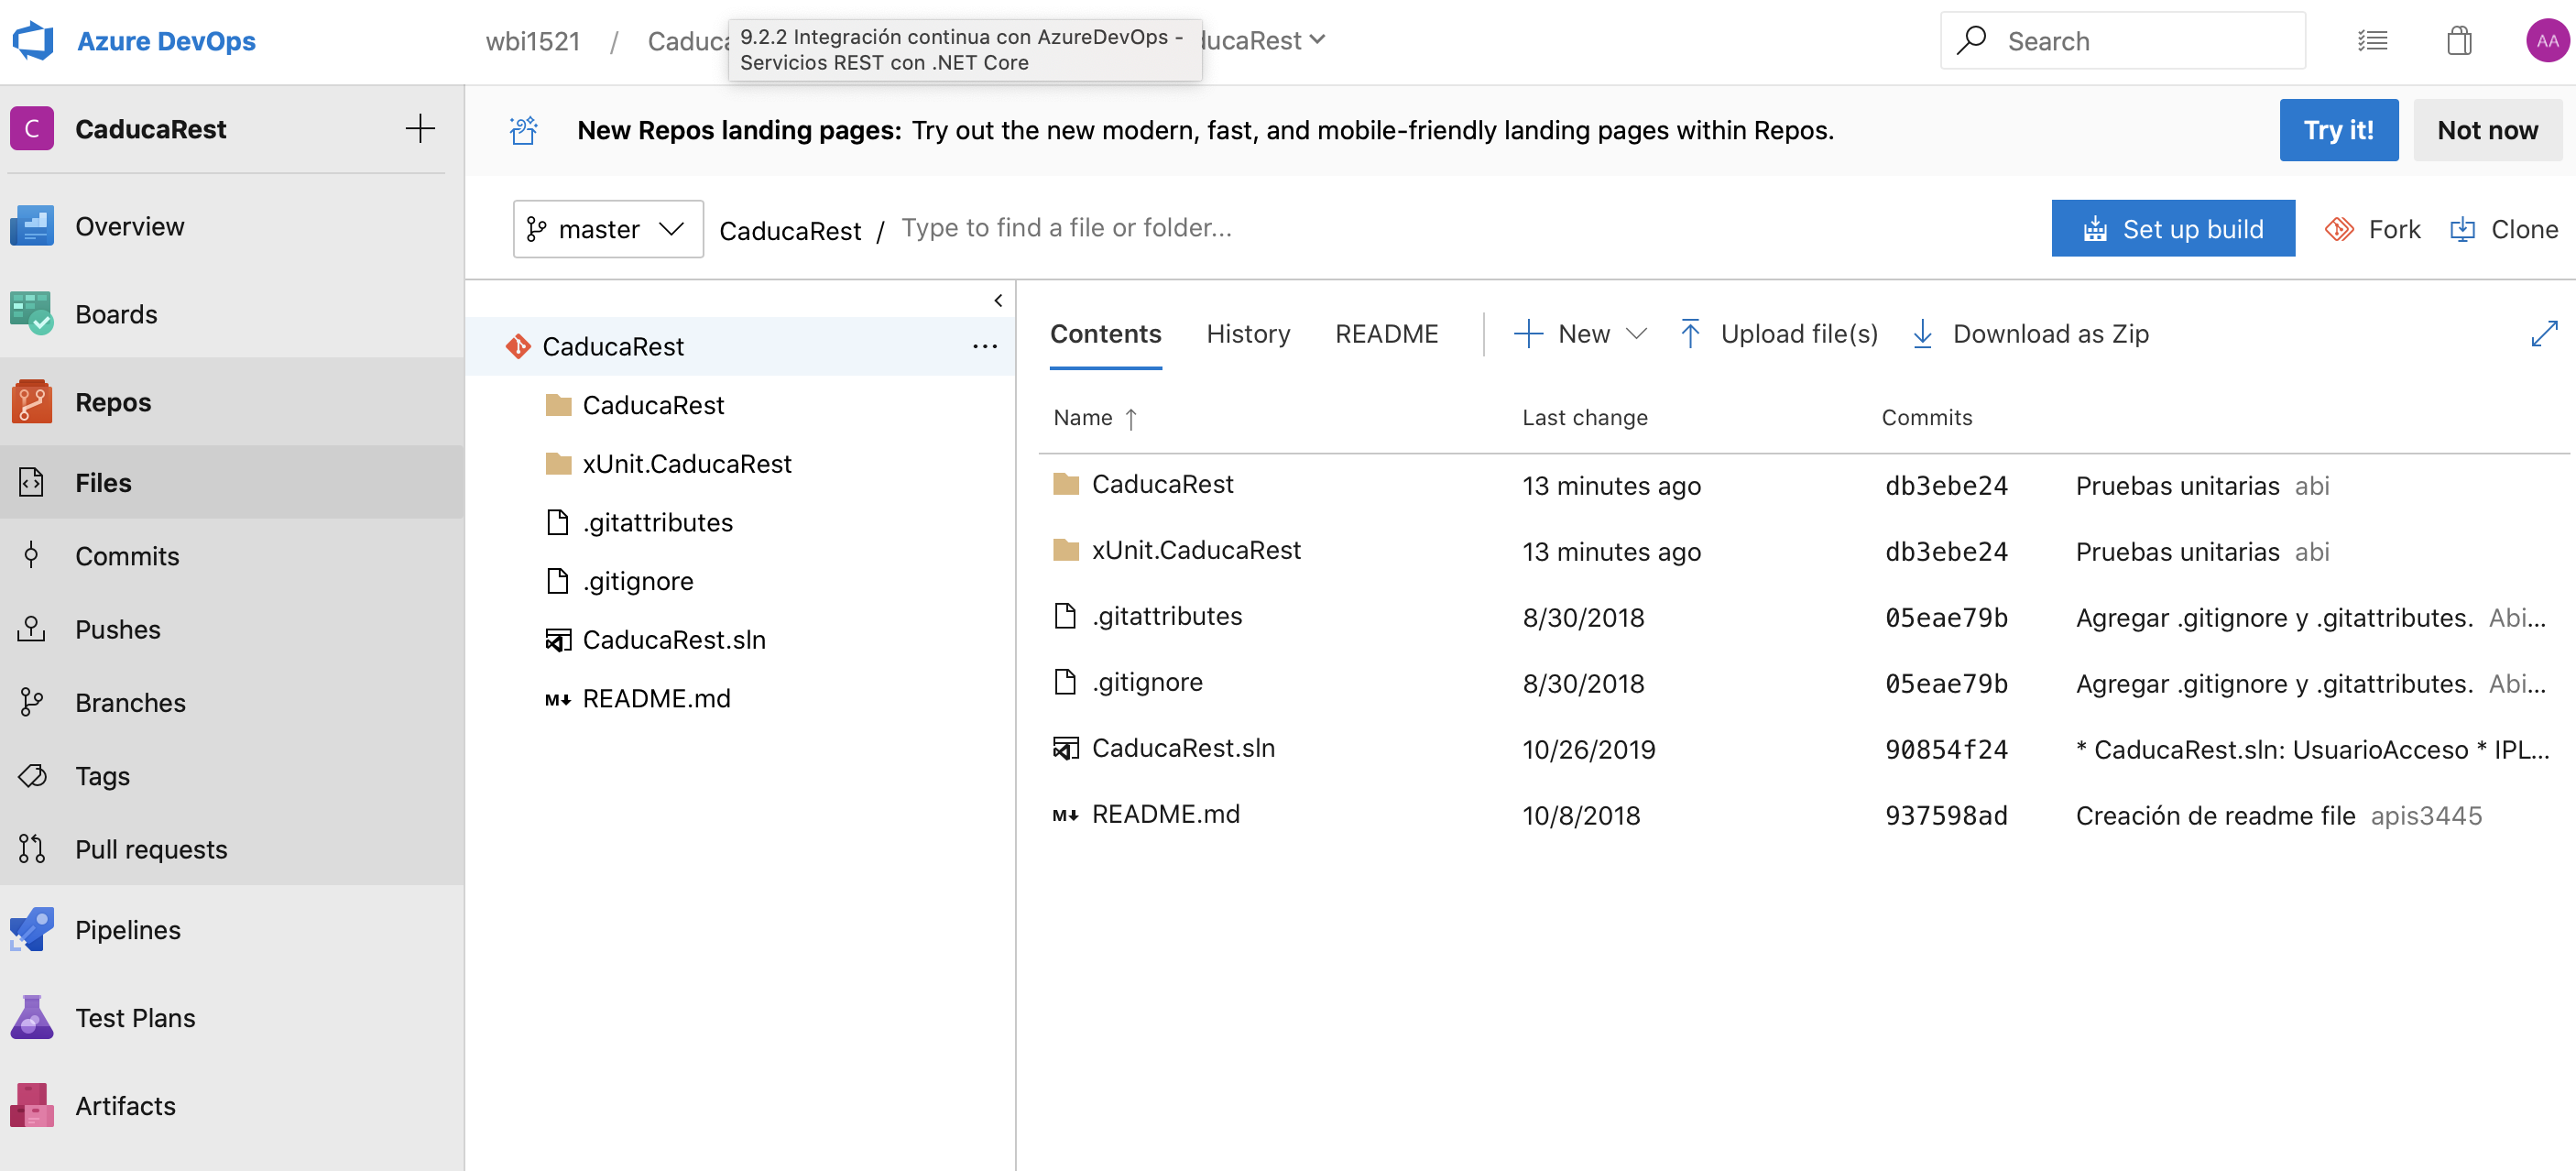 Azure DevOps
wbi1521 / Caduca
9.2.2 Integración continua con AzureDevOps -
Servicios REST con .NET Core
ducaRest
Search
AA
C CaducaRest
New Repos landing pages: Try out the new modern, fast, and mobile-friendly landing pages within Repos.
Try it!
Not now
Overview
Boards
Repos
Files
Commits
Pushes
Branches
Tags
Pull requests
Pipelines
Test Plans
Artifacts
master
CaducaRest / Type to find a file or folder...
Set up build
Fork
Clone
CaducaRest ...
CaducaRest
xUnit.CaducaRest
.gitattributes
.gitignore
CaducaRest.sln
M README.md
Contents History README New Upload file(s) Download as Zip
Name Last change Commits
CaducaRest 13 minutes ago db3ebe24 Pruebas unitarias abi
xUnit.CaducaRest 13 minutes ago db3ebe24 Pruebas unitarias abi
.gitattributes 8/30/2018 05eae79b Agregar .gitignore y .gitattributes. Abi...
.gitignore 8/30/2018 05eae79b Agregar .gitignore y .gitattributes. Abi...
CaducaRest.sln 10/26/2019 90854f24 * CaducaRest.sln: UsuarioAcceso * IPL...
M README.md 10/8/2018 937598ad Creación de readme file apis3445